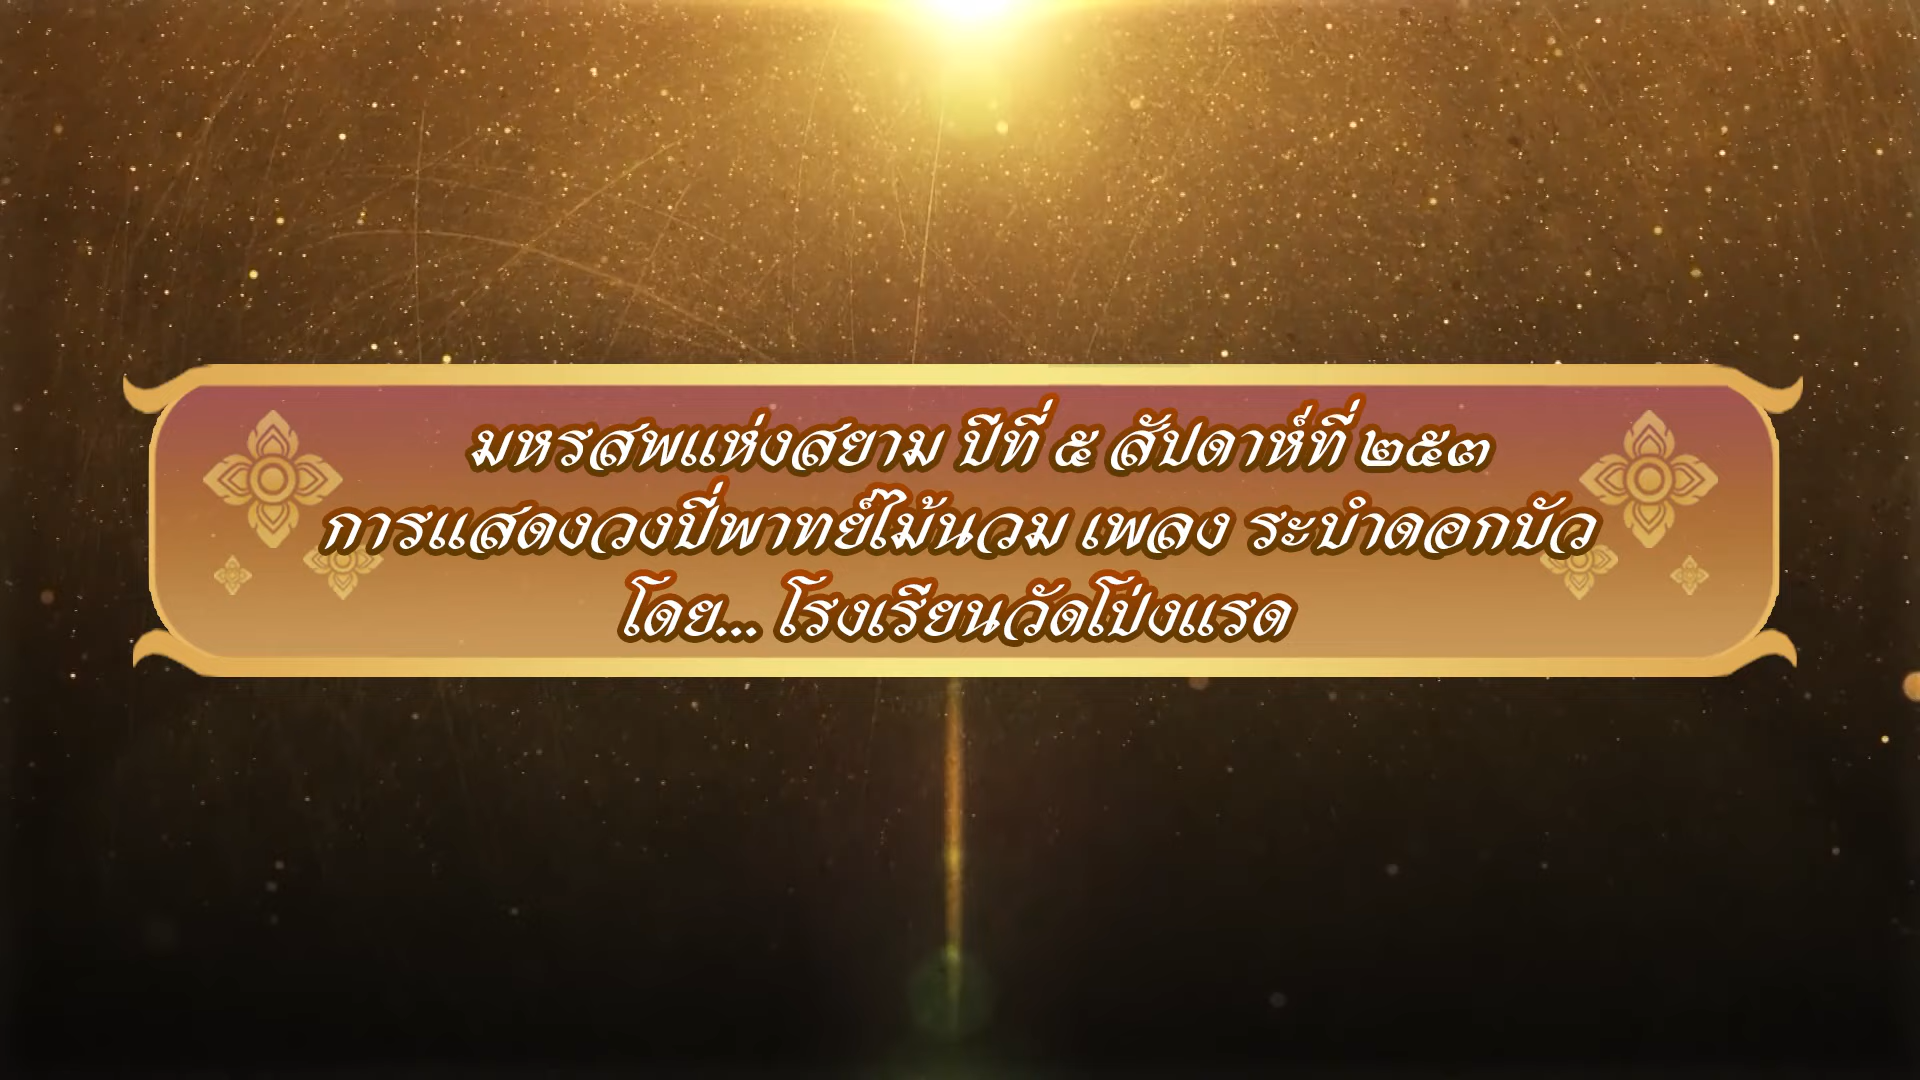 มหรสพแห่งสยาม ปีที่ ๕ สัปดาห์ที่ ๒๕๓
การแสดงวงปี่พาทย์ไม้นวม เพลง ระบำดอกบัว
โดย... โรงเรียนวัดโป่งแรด